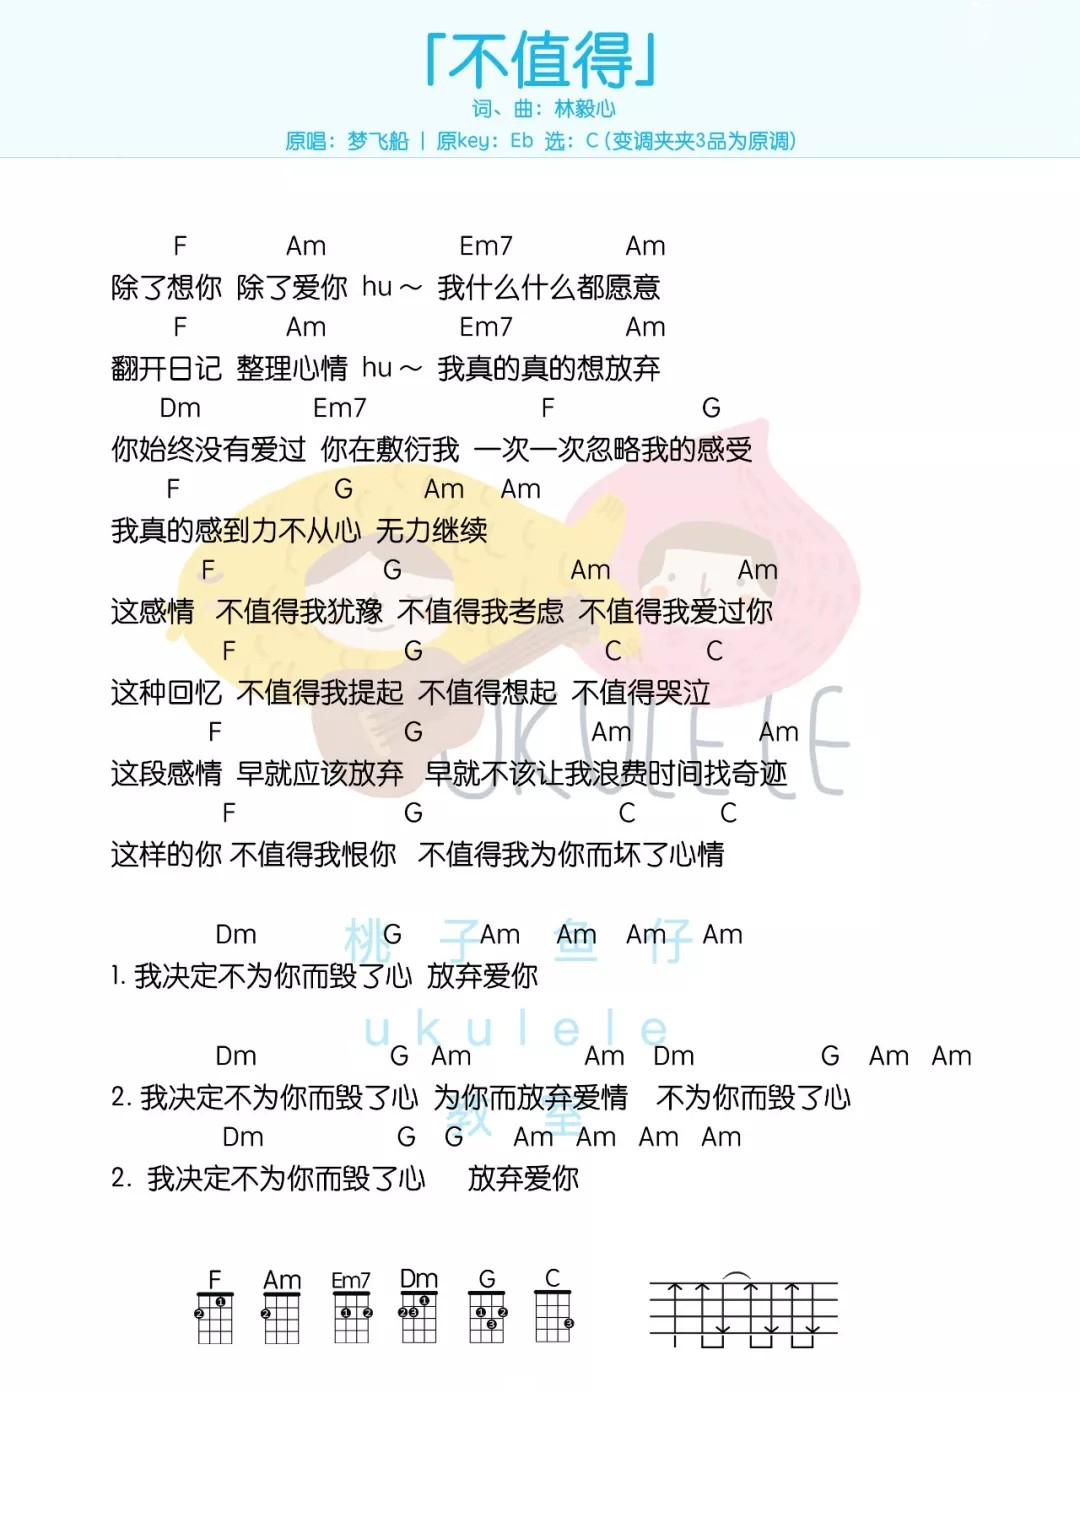 「不值得」
词、曲：林毅心
原唱：梦飞船 | 原key：Eb 选：C（变调夹夹3品为原调）
F Am Em7 Am
除了想你 除了爱你 hu～ 我什么什么都愿意
F Am Em7 Am
翻开日记 整理心情 hu～ 我真的真的想放弃
Dm Em7 F G
你始终没有爱过 你在敷衍我 一次一次忽略我的感受
F G Am Am
我真的感到力不从心 无力继续
F G Am Am
这感情 不值得我犹豫 不值得我考虑 不值得我爱过你
F G C C
这种回忆 不值得我提起 不值得想起 不值得哭泣
F G Am Am
这段感情 早就应该放弃 早就不该让我浪费时间找奇迹
UKULELE
F G C C
这样的你 不值得我恨你 不值得我为你而坏了心情
桃子鱼仔
Dm G Am Am Am Am
1. 我决定不为你而毁了心 放弃爱你
ukulele
Dm G Am Am Dm G Am Am
2. 我决定不为你而毁了心 为你而放弃爱情 不为你而毁了心
教室
Dm G G Am Am Am Am
2. 我决定不为你而毁了心 放弃爱你
F Am Em7 Dm G C
1 2 2 1 2 1 2 3 1 2 3 3